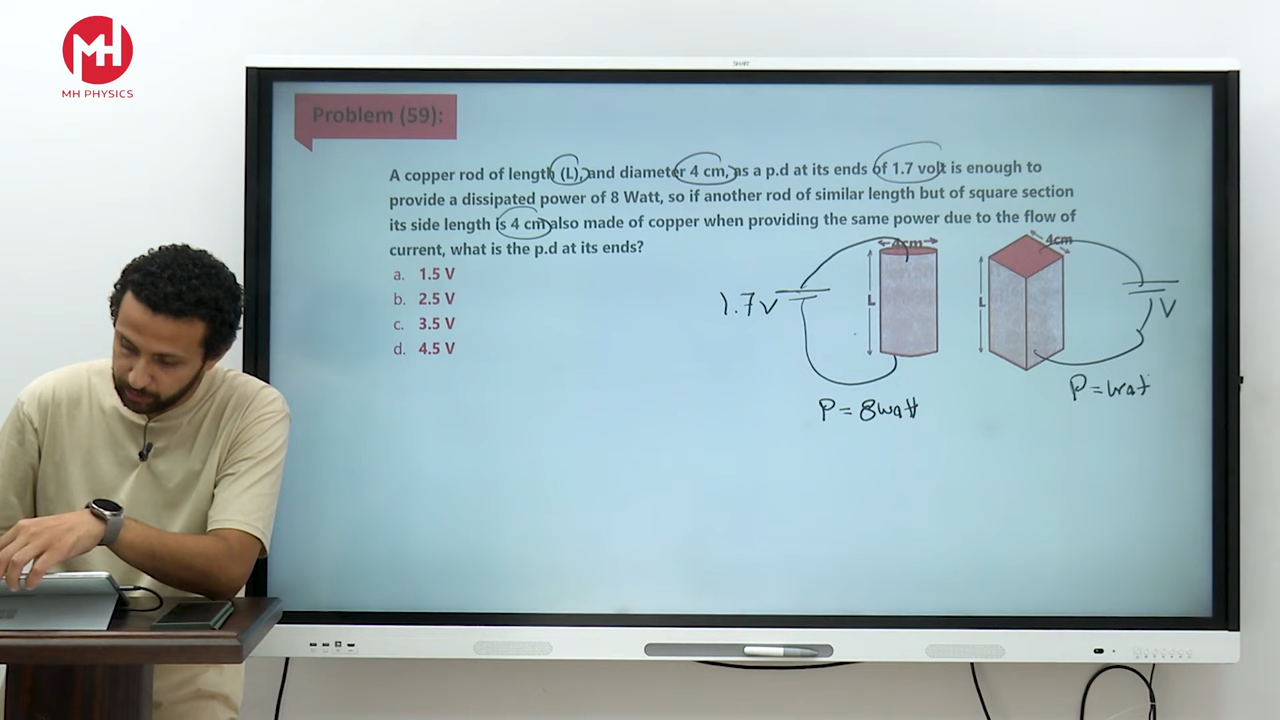 MH
MH PHYSICS
SMART
Problem (59):
A copper rod of length (L), and diameter 4 cm, as a p.d at its ends of 1.7 volt is enough to
provide a dissipated power of 8 Watt, so if another rod of similar length but of square section
its side length is 4 cm also made of copper when providing the same power due to the flow of
current, what is the p.d at its ends?
a. 1.5 V
b. 2.5 V
c. 3.5 V
d. 4.5 V
4cm
4cm
1.7 V
L
L
V
P = 8 watt
P = wat